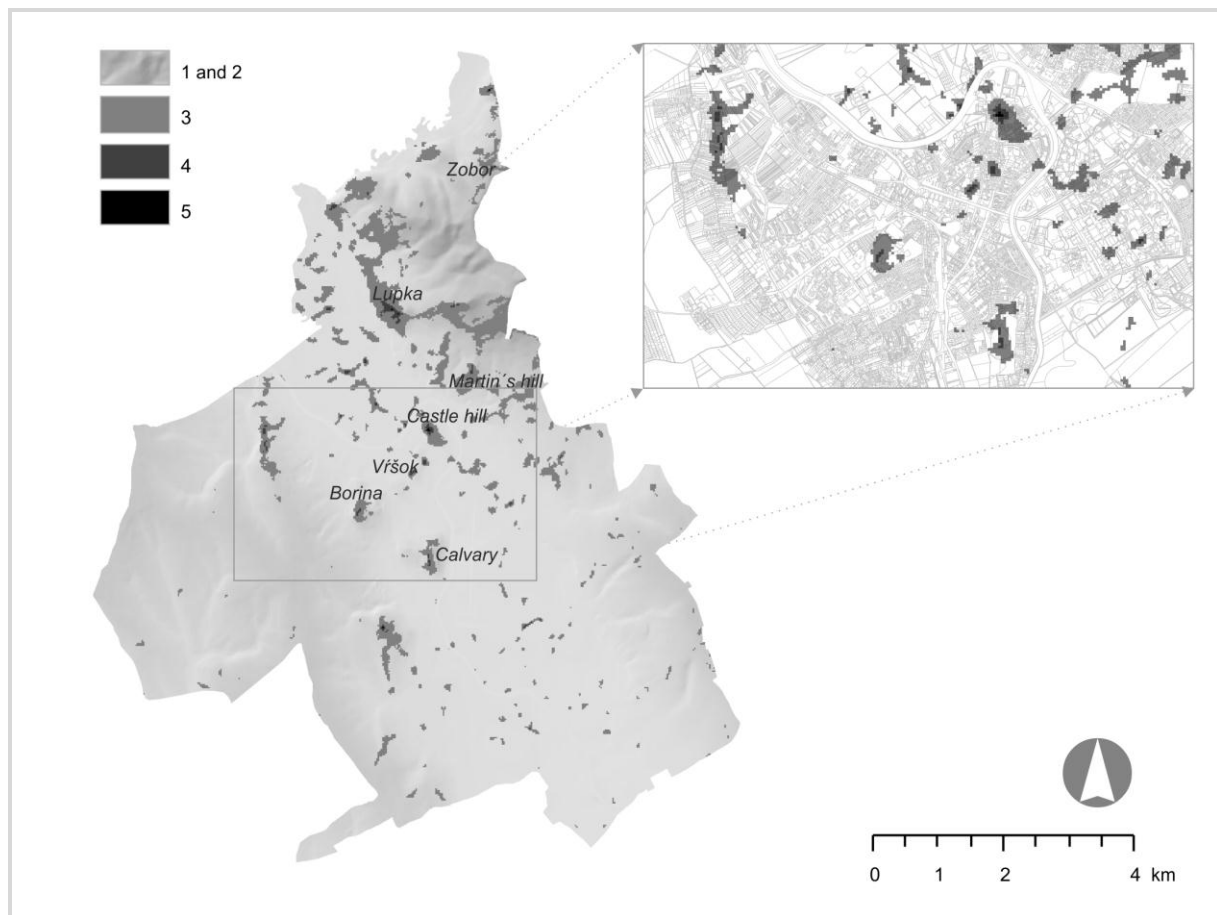 1 and 2
3
4
5
Zobor
Lupka
Martin´s hill
Castle hill
Vŕšok
Borina
Calvary
0 1 2 4 km